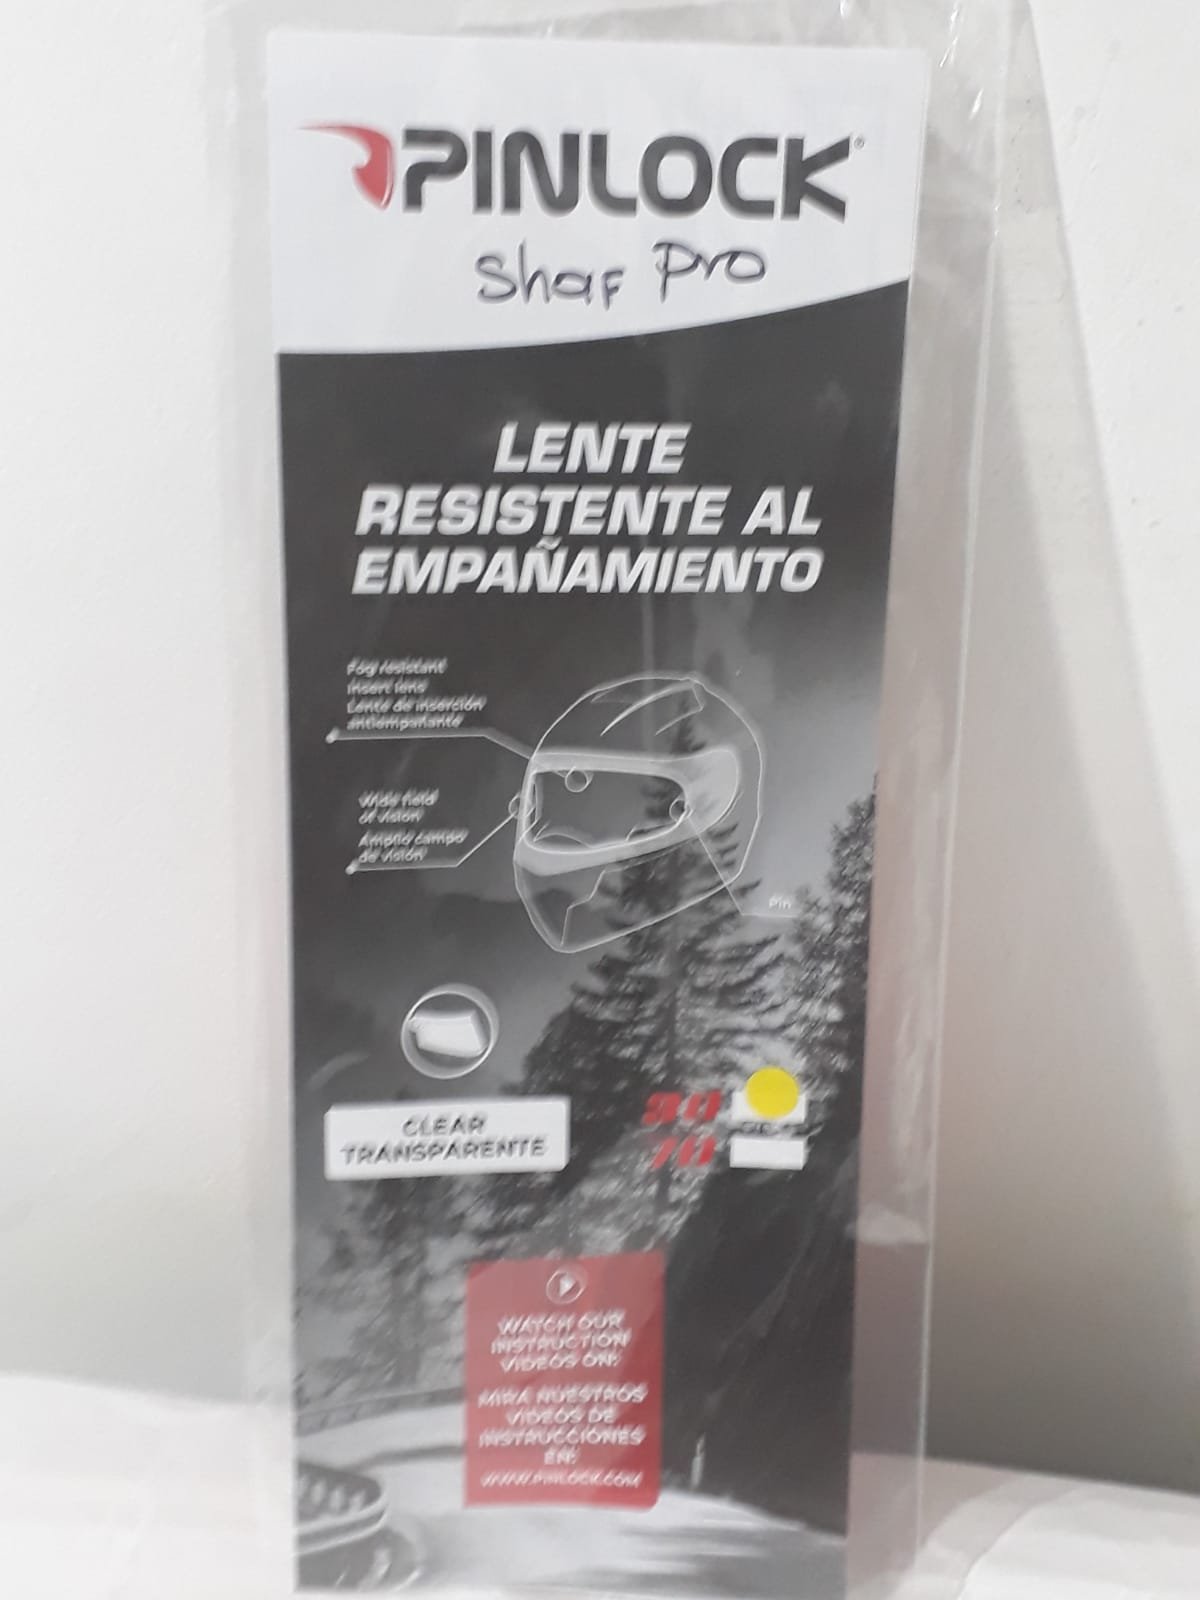 PINLOCK®
Shaf Pro
LENTE
RESISTENTE AL
EMPAÑAMIENTO
Fog resistant
insert lens
Lente de inserción
antiempañante
Wide field
of vision
Amplio campo
de visión
Pin
CLEAR
TRANSPARENTE
30
70
WATCH OUR
INSTRUCTION
VIDEOS ON:
MIRA NUESTROS
VIDEOS DE
INSTRUCCIONES
EN:
WWW.PINLOCK.COM